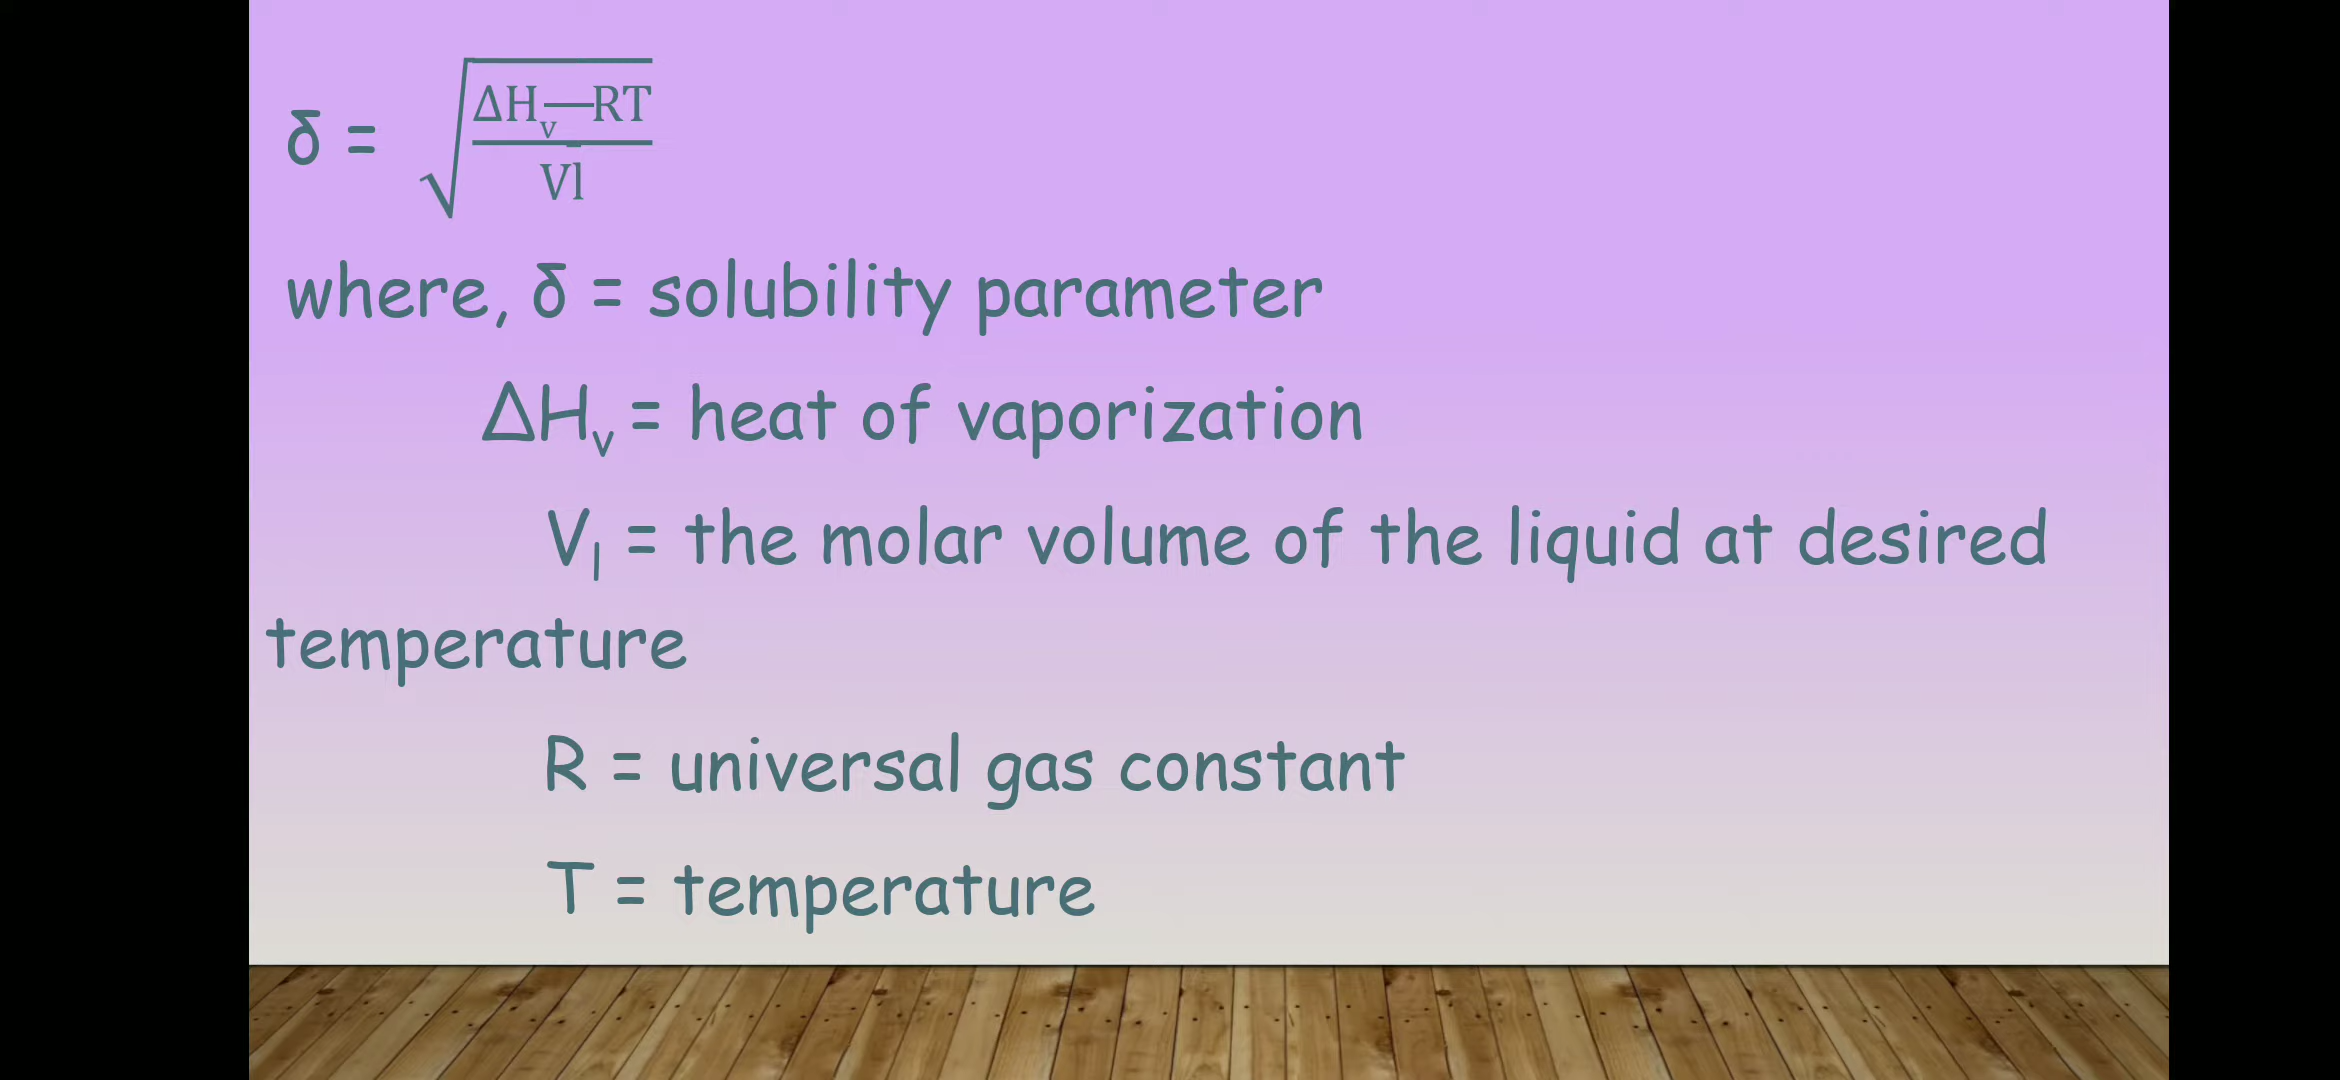 δ = √((ΔHv—RT)/Vl)
where, δ = solubility parameter
ΔHv = heat of vaporization
Vl = the molar volume of the liquid at desired
temperature
R = universal gas constant
T = temperature